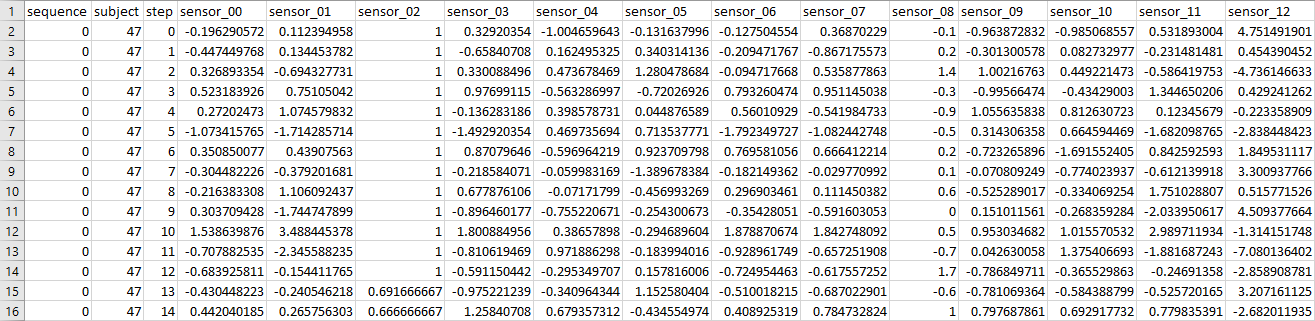 1 sequence subject step sensor_00 sensor_01 sensor_02 sensor_03 sensor_04 sensor_05 sensor_06 sensor_07 sensor_08 sensor_09 sensor_10 sensor_11 sensor_12
2 0 47 0 -0.196290572 0.112394958 1 0.32920354 -1.004659643 -0.131637996 -0.127504554 0.36870229 -0.1 -0.963872832 -0.985068557 0.531893004 4.751491901
3 0 47 1 -0.447449768 0.134453782 1 -0.65840708 0.162495325 0.340314136 -0.209471767 -0.867175573 0.2 -0.301300578 0.082732977 -0.231481481 0.454390452
4 0 47 2 0.326893354 -0.694327731 1 0.330088496 0.473678469 1.280478684 -0.094717668 0.535877863 1.4 1.00216763 0.449221473 -0.586419753 -4.736146633
5 0 47 3 0.523183926 0.75105042 1 0.97699115 -0.563286997 -0.72026926 0.793260474 0.951145038 -0.3 -0.99566474 -0.43429003 1.344650206 0.429241262
6 0 47 4 0.27202473 1.074579832 1 -0.136283186 0.398578731 0.044876589 0.56010929 -0.541984733 -0.9 1.055635838 0.812630723 0.12345679 -0.223358909
7 0 47 5 -1.073415765 -1.714285714 1 -1.492920354 0.469735694 0.713537771 -1.792349727 -1.082442748 -0.5 0.314306358 0.664594469 -1.682098765 -2.838448423
8 0 47 6 0.350850077 0.43907563 1 0.87079646 -0.596964219 0.923709798 0.769581056 0.666412214 0.2 -0.723265896 -1.691552405 0.842592593 1.849531117
9 0 47 7 -0.304482226 -0.379201681 1 -0.218584071 -0.059983169 -1.389678384 -0.182149362 -0.029770992 0.1 -0.070809249 -0.774023937 -0.612139918 3.300937766
10 0 47 8 -0.216383308 1.106092437 1 0.677876106 -0.07171799 -0.456993269 0.296903461 0.111450382 0.6 -0.525289017 -0.334069254 1.751028807 0.515771526
11 0 47 9 0.303709428 -1.744747899 1 -0.896460177 -0.755220671 -0.254300673 -0.35428051 -0.591603053 0 0.151011561 -0.268359284 -2.033950617 4.509377664
12 0 47 10 1.538639876 3.488445378 1 1.800884956 0.38657898 -0.294689604 1.878870674 1.842748092 0.5 0.953034682 1.015570532 2.989711934 -1.314151748
13 0 47 11 -0.707882535 -2.345588235 1 -0.810619469 0.971886298 -0.183994016 -0.928961749 -0.657251908 -0.7 0.042630058 1.375406693 -1.881687243 -7.080136402
14 0 47 12 -0.683925811 -0.154411765 1 -0.591150442 -0.295349707 0.157816006 -0.724954463 -0.617557252 1.7 -0.786849711 -0.365529863 -0.24691358 -2.858908781
15 0 47 13 -0.430448223 -0.240546218 0.691666667 -0.975221239 -0.340964344 1.152580404 -0.510018215 -0.687022901 -0.6 -0.781069364 -0.584388799 -0.525720165 3.207161125
16 0 47 14 0.442040185 0.265756303 0.666666667 1.25840708 0.679357312 -0.434554974 0.408925319 0.784732824 1 0.797687861 0.692917732 0.779835391 -2.682011935